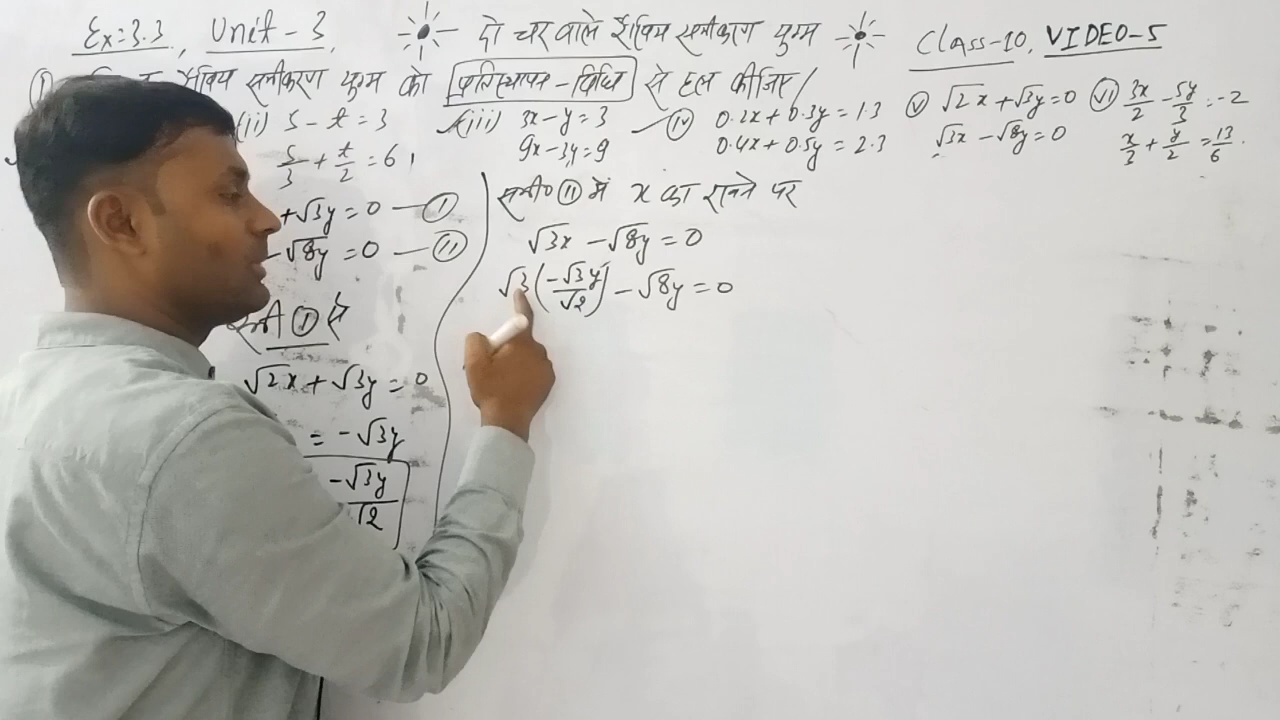 Ex:3.3, Unit-3, दो चर वाले रैखिक समीकरण युग्म Class-10, VIDEO-5
① रैखिय समीकरण युग्म को प्रतिस्थापन-विधि से हल कीजिए/
(ii) s - t = 3
s/3 + t/2 = 6
(iii) 3x - y = 3
9x - 3y = 9
(iv) 0.2x + 0.3y = 1.3
0.4x + 0.5y = 2.3
(v) √2x + √3y = 0
√3x - √8y = 0
(vi) 3x/2 - 5y/3 = -2
x/3 + y/2 = 13/6
+ √3y = 0 — ①
- √8y = 0 — ⑪
① से
√2x + √3y = 0
= -√3y
-√3y/√2
समी० ⑪ में x का रखने पर
√3x - √8y = 0
√3(-√3y/√2) - √8y = 0